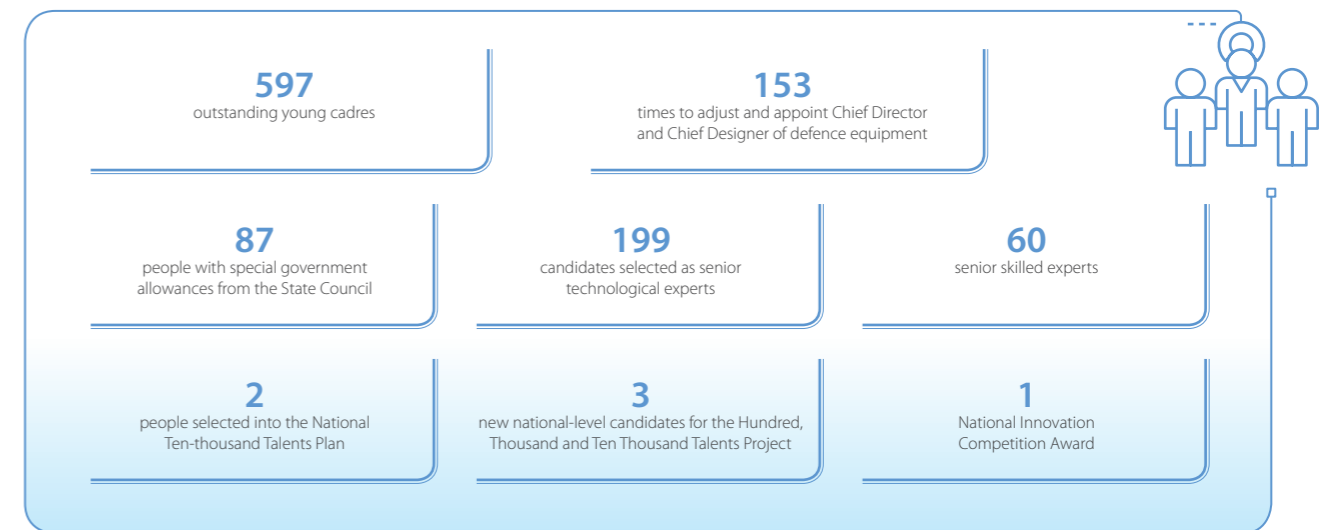 597
outstanding young cadres
153
times to adjust and appoint Chief Director
and Chief Designer of defence equipment
87
people with special government
allowances from the State Council
199
candidates selected as senior
technological experts
60
senior skilled experts
2
people selected into the National
Ten-thousand Talents Plan
3
new national-level candidates for the Hundred,
Thousand and Ten Thousand Talents Project
1
National Innovation
Competition Award